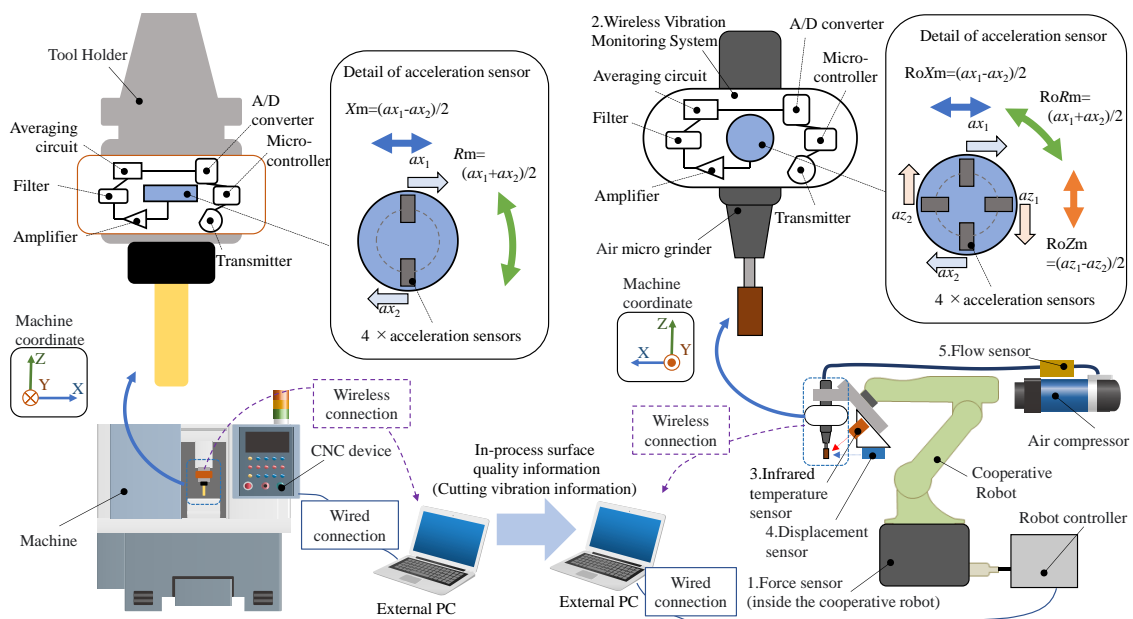 Tool Holder
A/D
converter
Averaging
circuit
Micro-
controller
Filter
Amplifier
Transmitter
Detail of acceleration sensor
Xm=(ax₁-ax₂)/2
ax₁
Rm=
(ax₁+ax₂)/2
ax₂
4 × acceleration sensors
Machine
coordinate
Z
Y
X
Wireless
connection
CNC device
Machine
Wired
connection
External PC
In-process surface
quality information
(Cutting vibration information)
2.Wireless Vibration
Monitoring System
A/D converter
Averaging circuit
Micro-
controller
Filter
Amplifier
Transmitter
Air micro grinder
Detail of acceleration sensor
RoXm=(ax₁-ax₂)/2
RoRm=
(ax₁+ax₂)/2
ax₁
az₂
az₁
RoZm
=(az₁-az₂)/2
ax₂
4 × acceleration sensors
Machine
coordinate
Z
X
Y
5.Flow sensor
Wireless
connection
Air compressor
3.Infrared
temperature
sensor
Cooperative
Robot
4.Displacement
sensor
Robot controller
1.Force sensor
(inside the cooperative robot)
External PC
Wired
connection